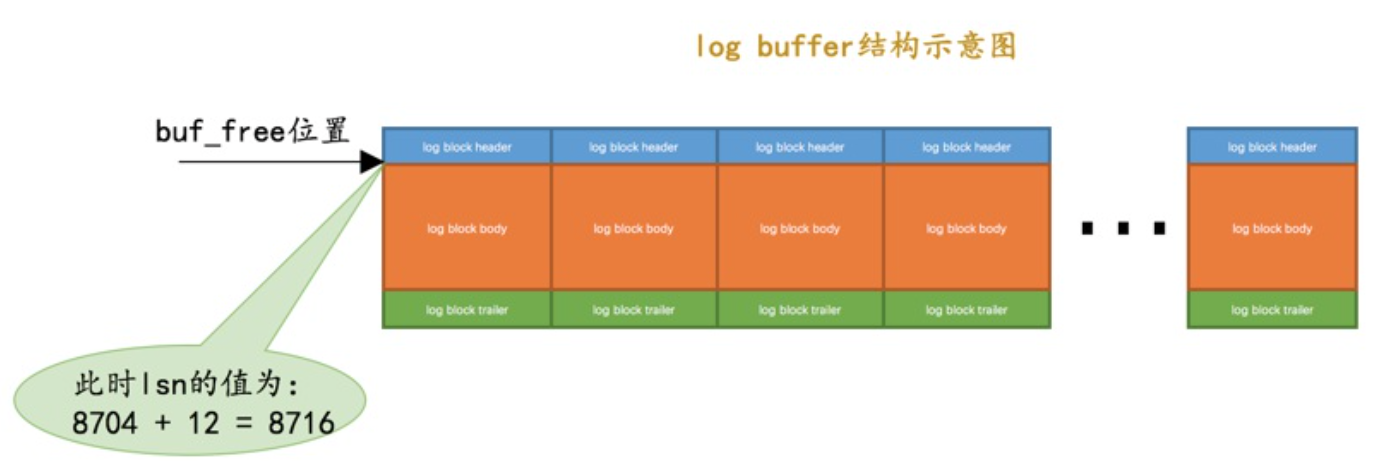 log buffer结构示意图
buf_free位置
log block header log block header log block header log block header log block header
log block body log block body log block body log block body log block body
log block trailer log block trailer log block trailer log block trailer log block trailer
此时lsn的值为：
8704 + 12 = 8716